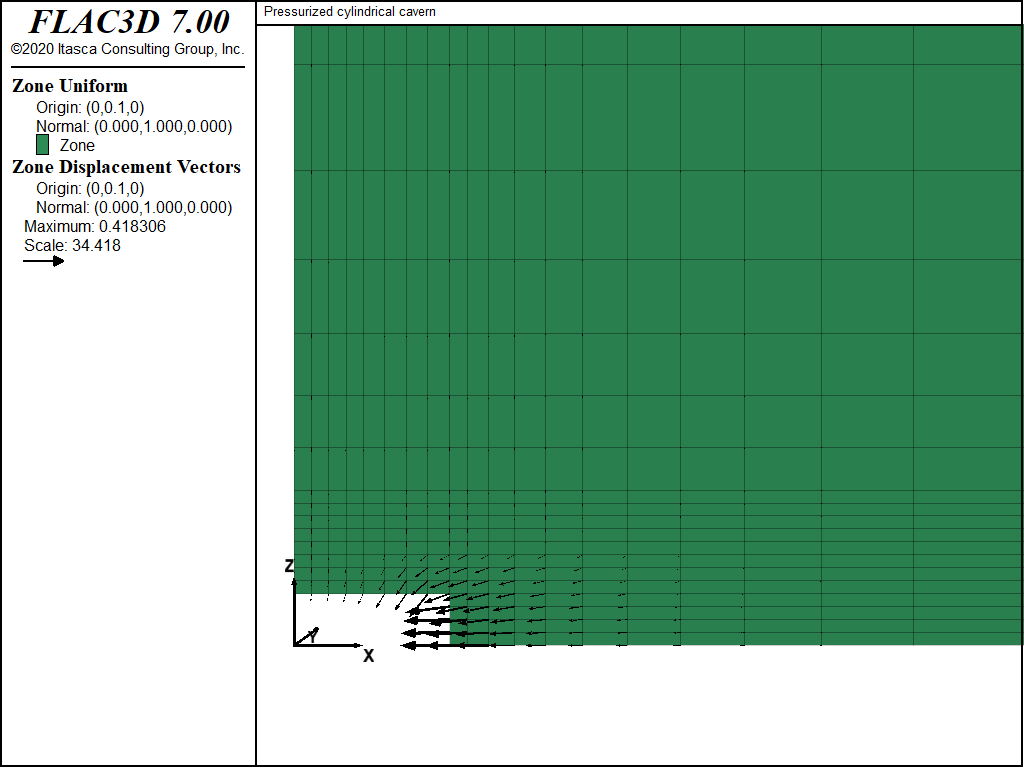 FLAC3D 7.00
©2020 Itasca Consulting Group, Inc.
Zone Uniform
Origin: (0,0.1,0)
Normal: (0.000,1.000,0.000)
Zone
Zone Displacement Vectors
Origin: (0,0.1,0)
Normal: (0.000,1.000,0.000)
Maximum: 0.418306
Scale: 34.418
Pressurized cylindrical cavern
Z
Y
X